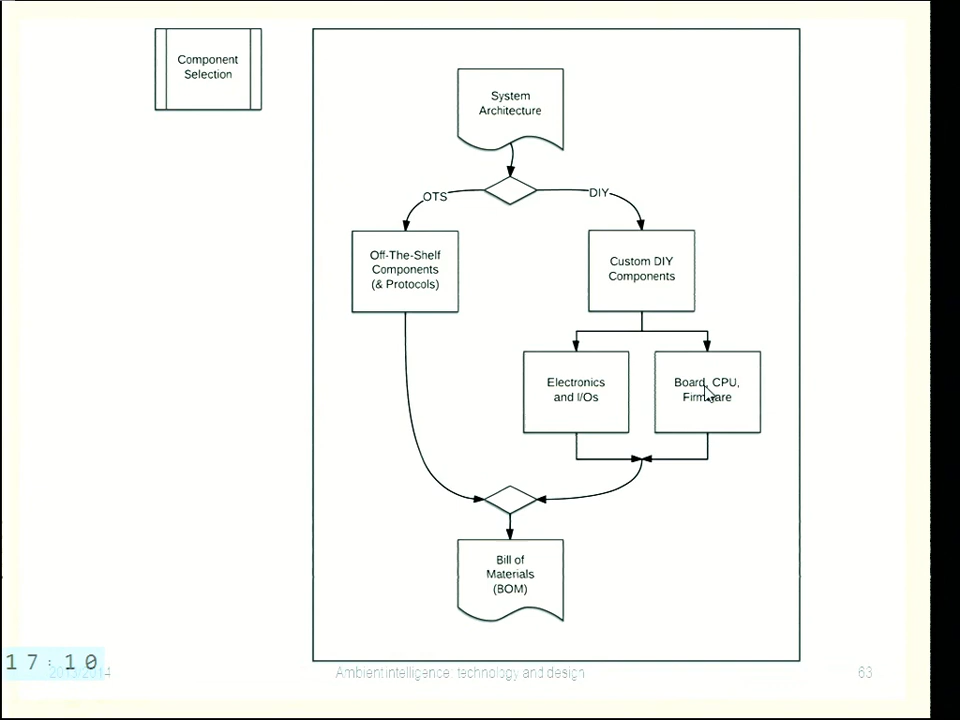 Component
Selection
System
Architecture
OTS
DIY
Off-The-Shelf
Components
(& Protocols)
Custom DIY
Components
Electronics
and I/Os
Board, CPU,
Firmware
Bill of
Materials
(BOM)
17:10
2013/2014
Ambient intelligence: technology and design
63